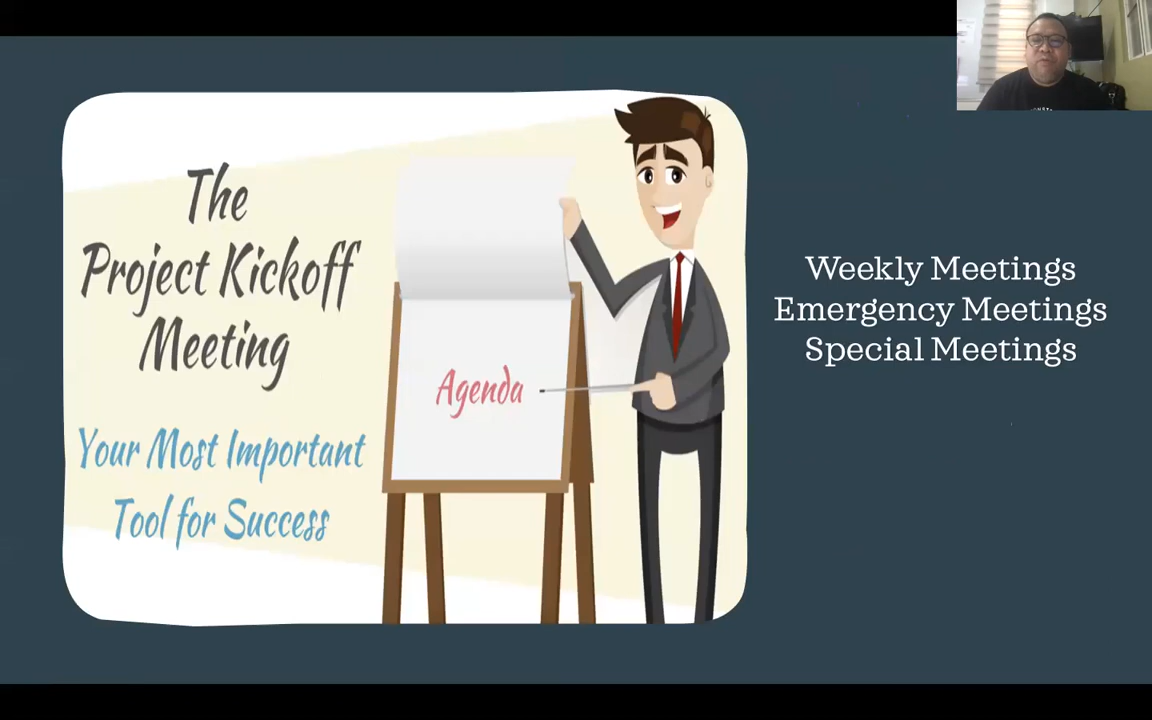 The
Project Kickoff
Meeting
Your Most Important
Tool for Success
Agenda
Weekly Meetings
Emergency Meetings
Special Meetings